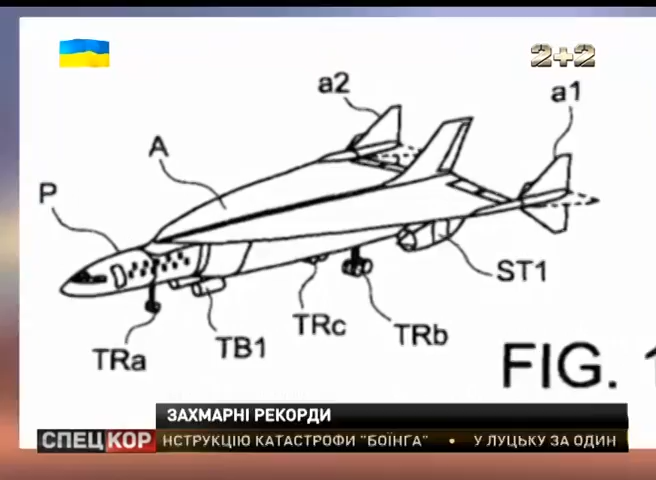 2+2
a2
a1
A
P
ST1
TRc
TRb
TB1
TRa
FIG. 1
ЗАХМАРНІ РЕКОРДИ
СПЕЦКОР
НСТРУКЦІЮ КАТАСТРОФИ "БОЇНГА" • У ЛУЦЬКУ ЗА ОДИН